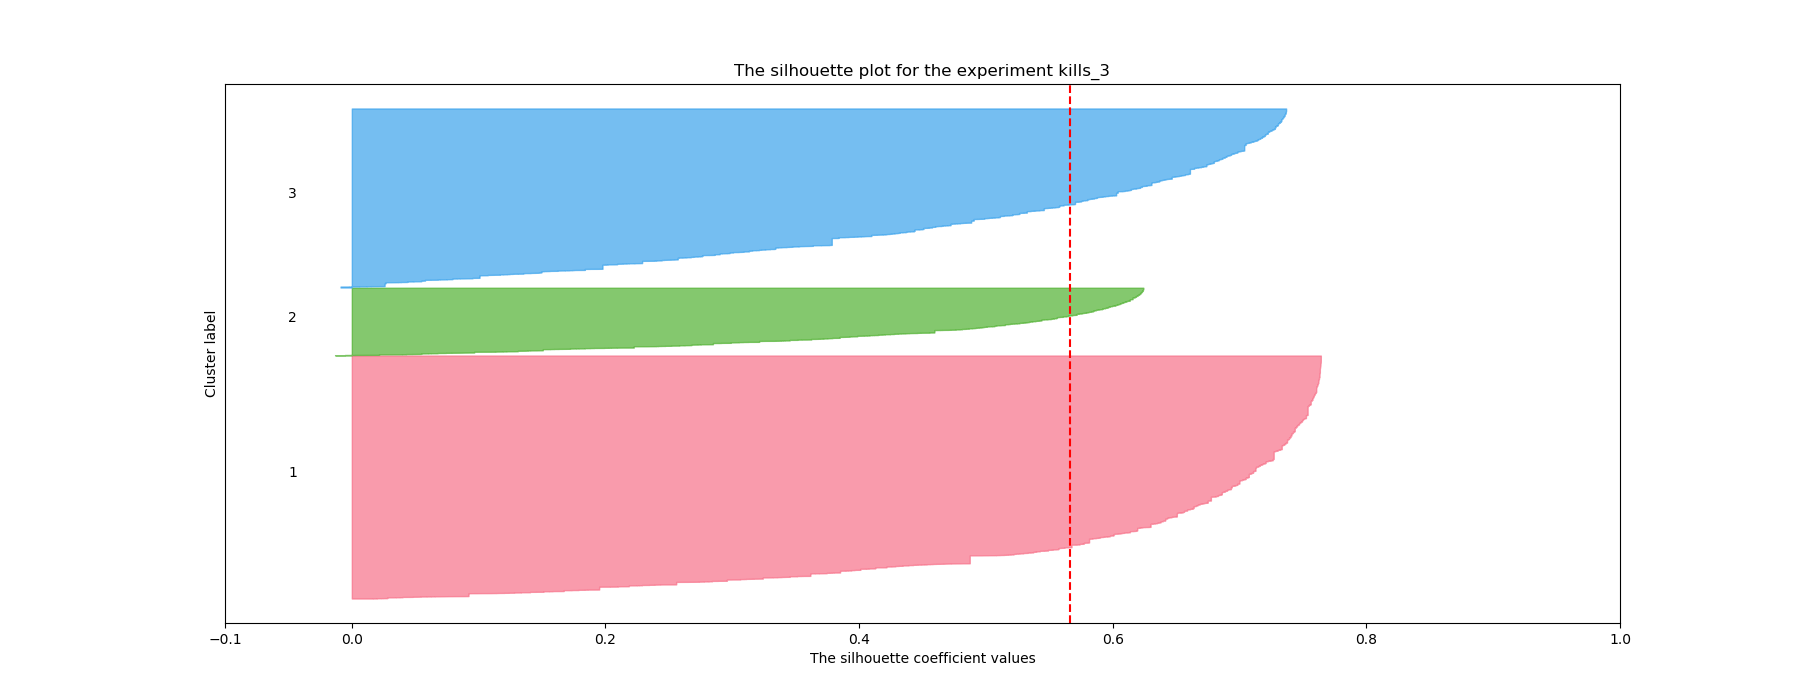 The silhouette plot for the experiment kills_3
3
2
1
Cluster label
−0.1 0.0 0.2 0.4 0.6 0.8 1.0
The silhouette coefficient values